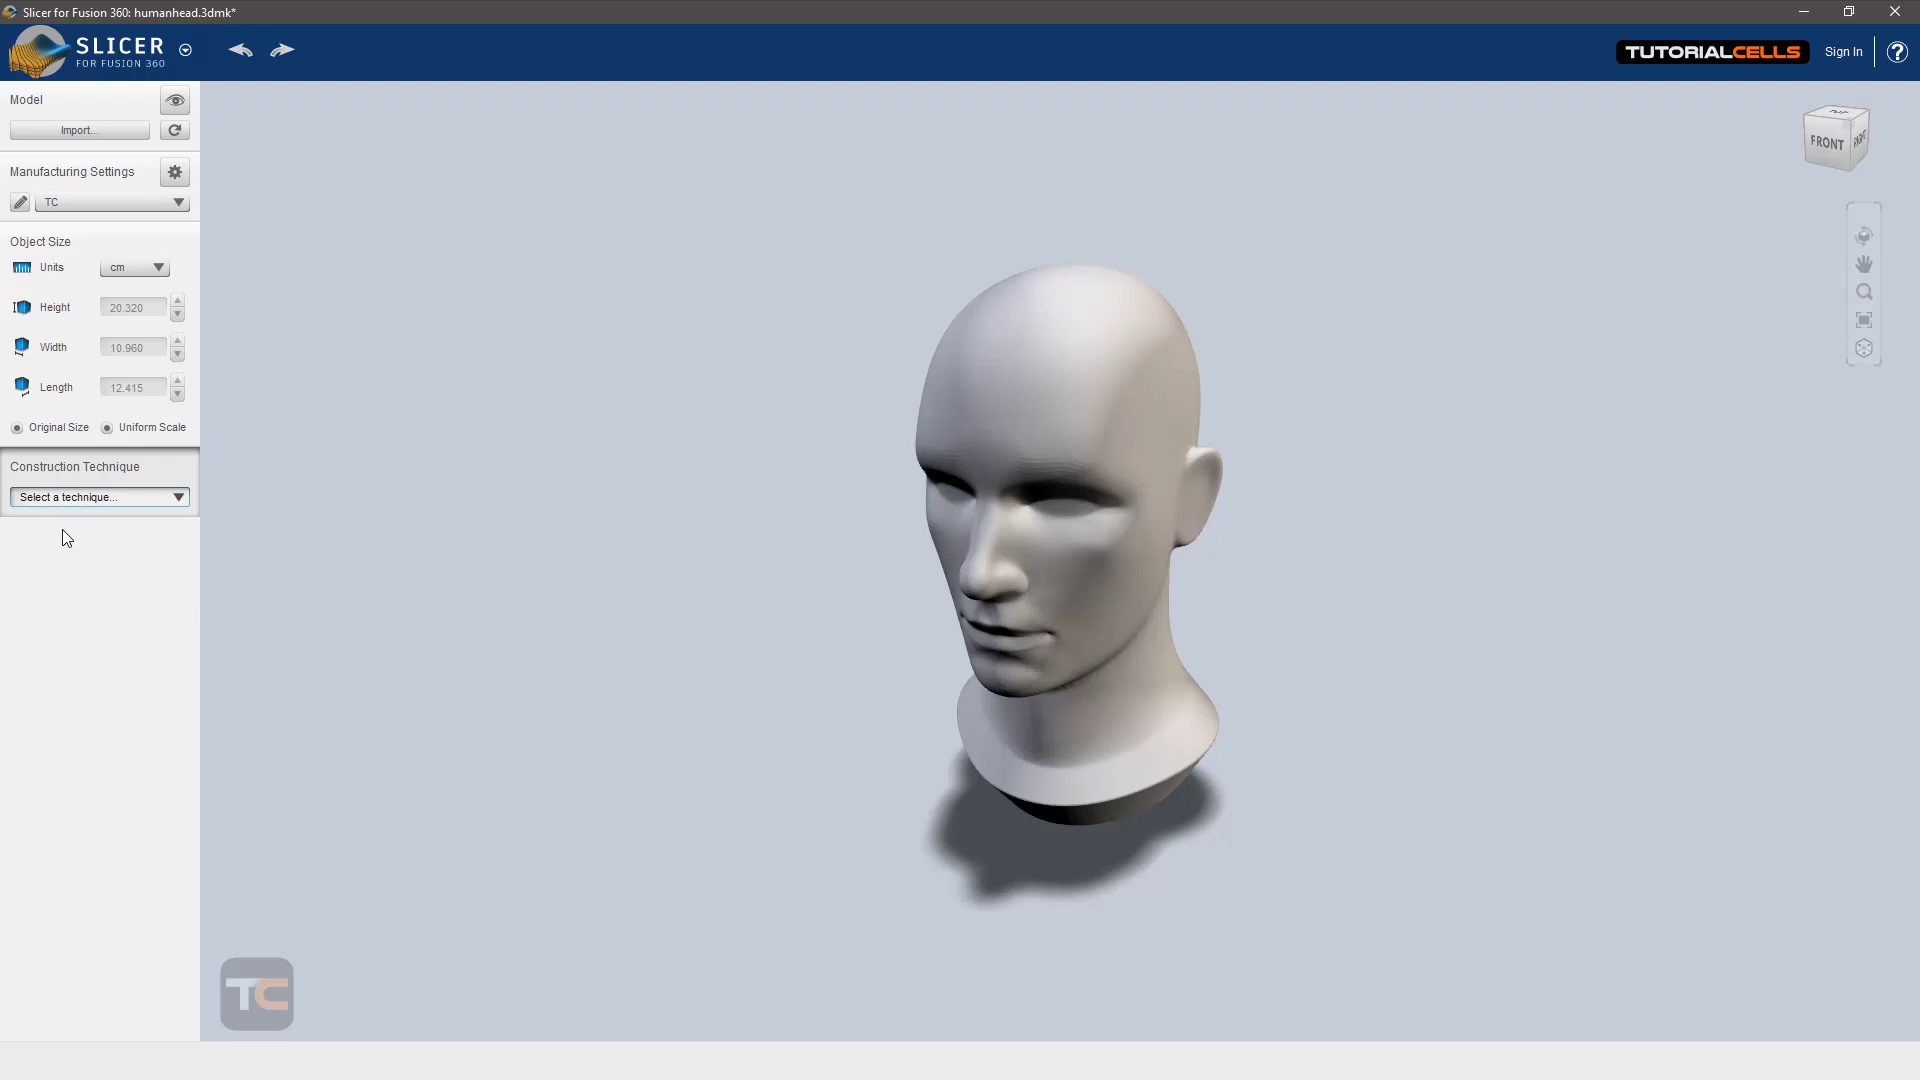 Slicer for Fusion 360: humanhead.3dmk*
SLICER
FOR FUSION 360
TUTORIALCELLS
Sign In
?
Model
Import...
Manufacturing Settings
TC
Object Size
Units
cm
Height
20.320
Width
10.960
Length
12.415
Original Size
Uniform Scale
Construction Technique
Select a technique...
TOP
FRONT
RIGHT
TC